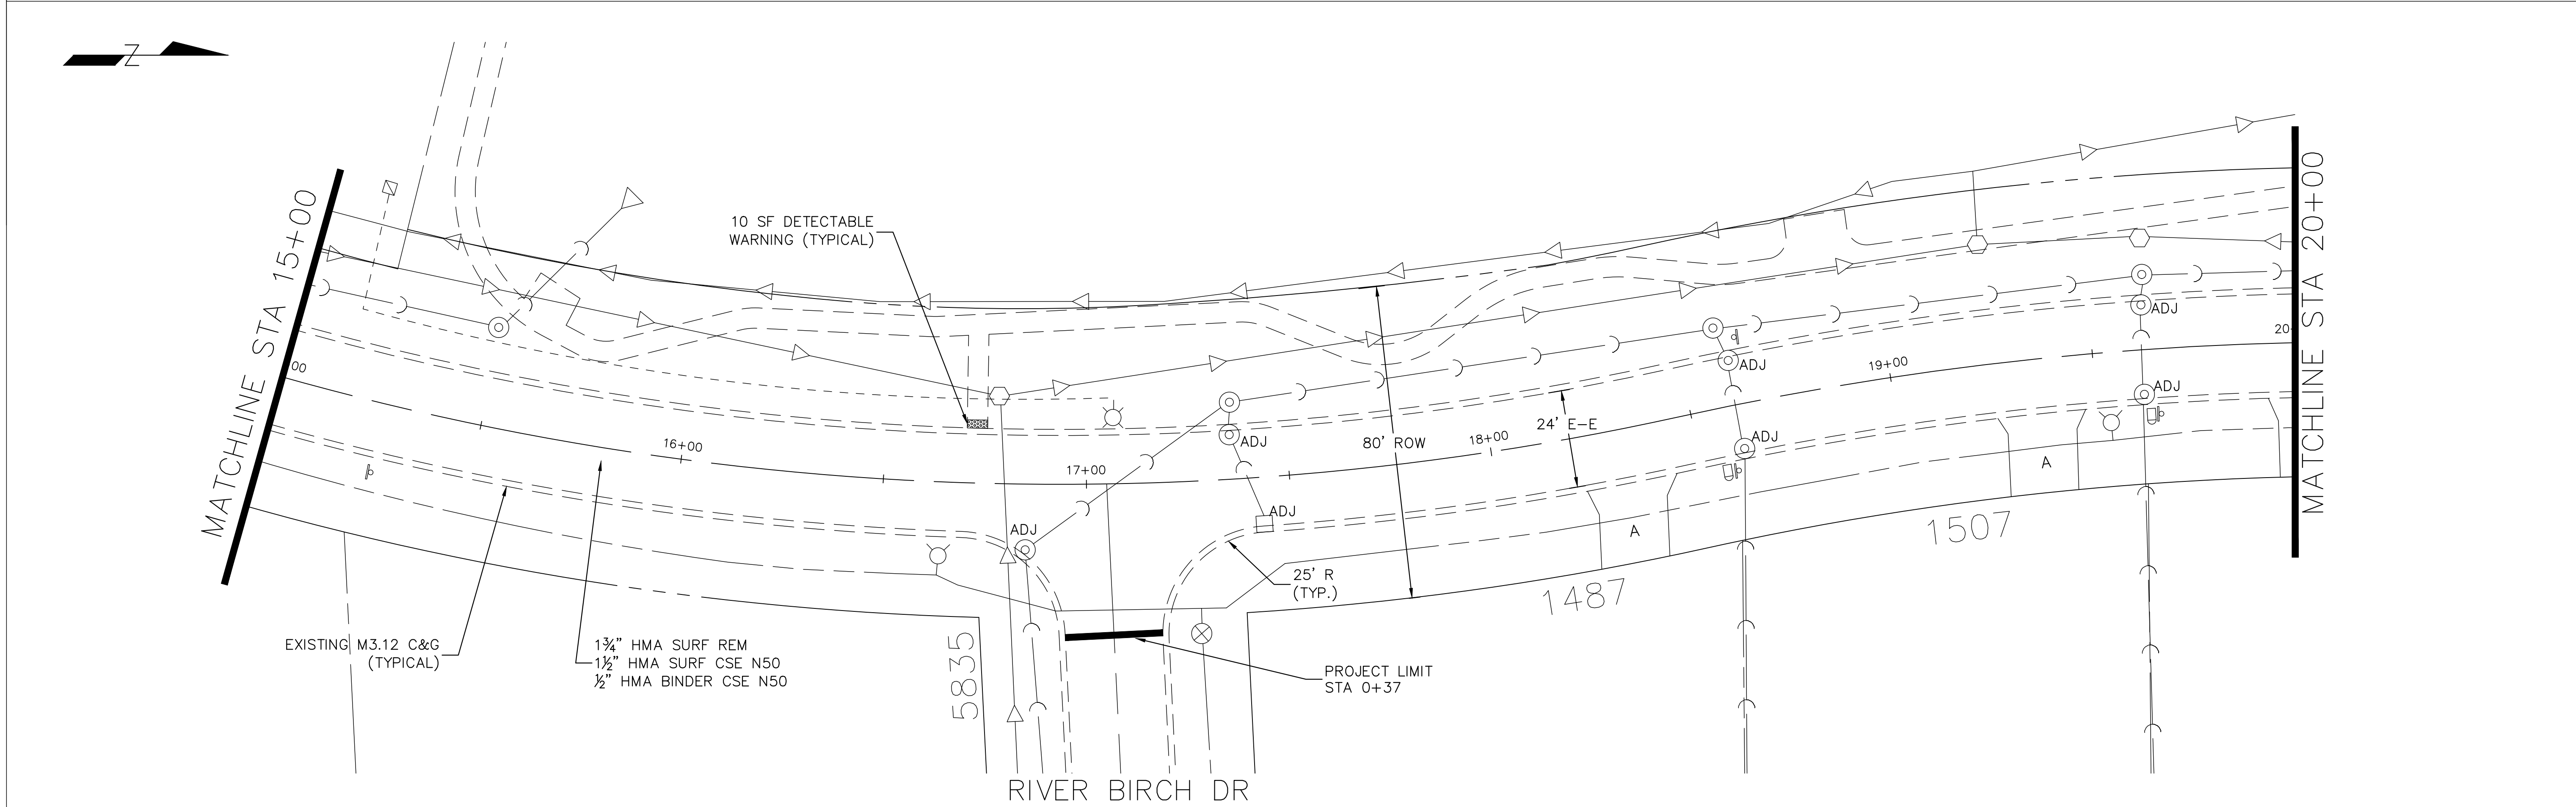 Z
MATCHLINE STA 15+00
00
10 SF DETECTABLE
WARNING (TYPICAL)
16+00
17+00
18+00
19+00
20
80' ROW
24' E-E
ADJ
ADJ
ADJ
ADJ
ADJ
ADJ
ADJ
A
A
1487
1507
25' R
(TYP.)
EXISTING M3.12 C&G
(TYPICAL)
1¾" HMA SURF REM
1½" HMA SURF CSE N50
½" HMA BINDER CSE N50
5835
PROJECT LIMIT
STA 0+37
RIVER BIRCH DR
MATCHLINE STA 20+00